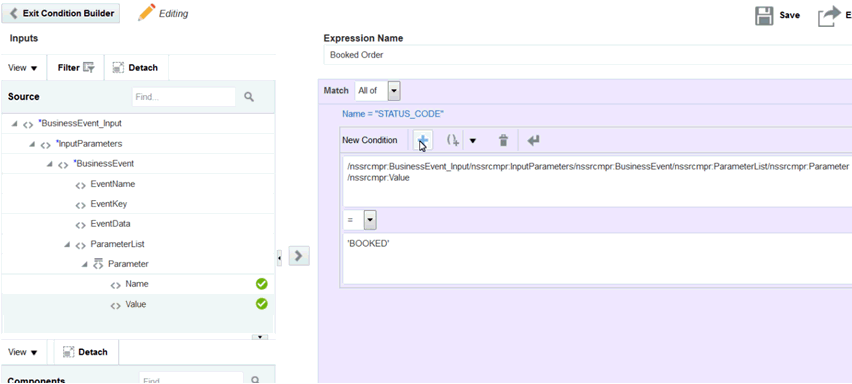 Exit Condition Builder
Editing
Save
E
Inputs
Expression Name
View
Filter
Detach
Booked Order
Source
Find...
Match
All of
Name = "STATUS_CODE"
*BusinessEvent_Input
*InputParameters
*BusinessEvent
EventName
EventKey
EventData
ParameterList
Parameter
Name
Value
New Condition
/nssrcmpr:BusinessEvent_Input/nssrcmpr:InputParameters/nssrcmpr:BusinessEvent/nssrcmpr:ParameterList/nssrcmpr:Parameter
/nssrcmpr:Value
=
'BOOKED'
View
Detach
Components
Find...